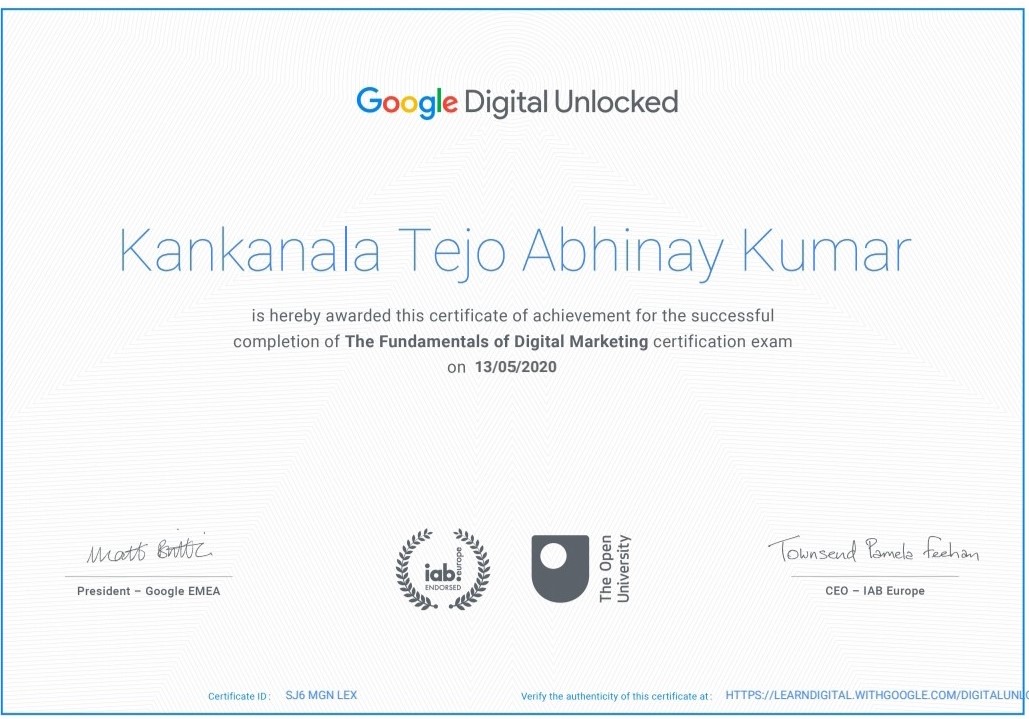 Google Digital Unlocked
Kankanala Tejo Abhinay Kumar
is hereby awarded this certificate of achievement for the successful
completion of The Fundamentals of Digital Marketing certification exam
on 13/05/2020
Matt Brittin
President – Google EMEA
iab.europe
ENDORSED
The Open
University
Townsend Pamela Feehan
CEO – IAB Europe
Certificate ID: SJ6 MGN LEX
Verify the authenticity of this certificate at: HTTPS://LEARNDIGITAL.WITHGOOGLE.COM/DIGITALUNLO